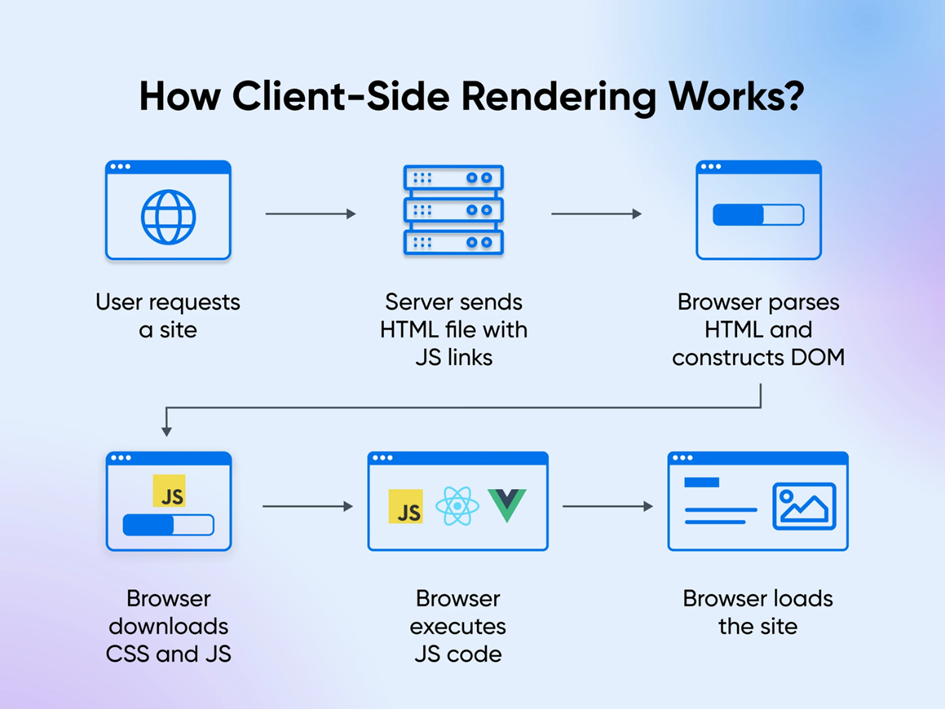 How Client-Side Rendering Works?
User requests
a site
Server sends
HTML file with
JS links
Browser parses
HTML and
constructs DOM
JS
Browser
downloads
CSS and JS
JS
Browser
executes
JS code
Browser loads
the site